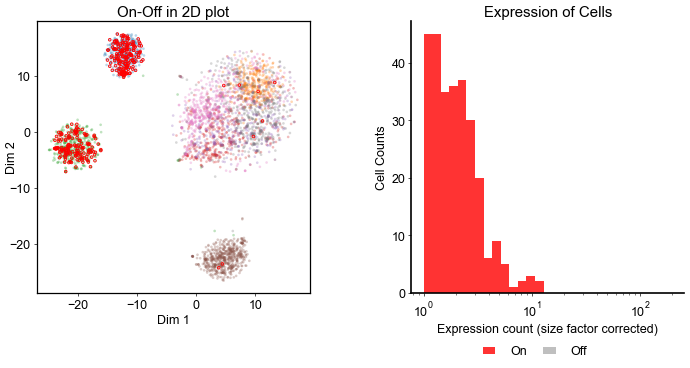 On-Off in 2D plot
Expression of Cells
Dim 2
10
0
−10
−20
−20
−10
0
10
Dim 1
Cell Counts
40
30
20
10
0
10^0
10^1
10^2
Expression count (size factor corrected)
On
Off